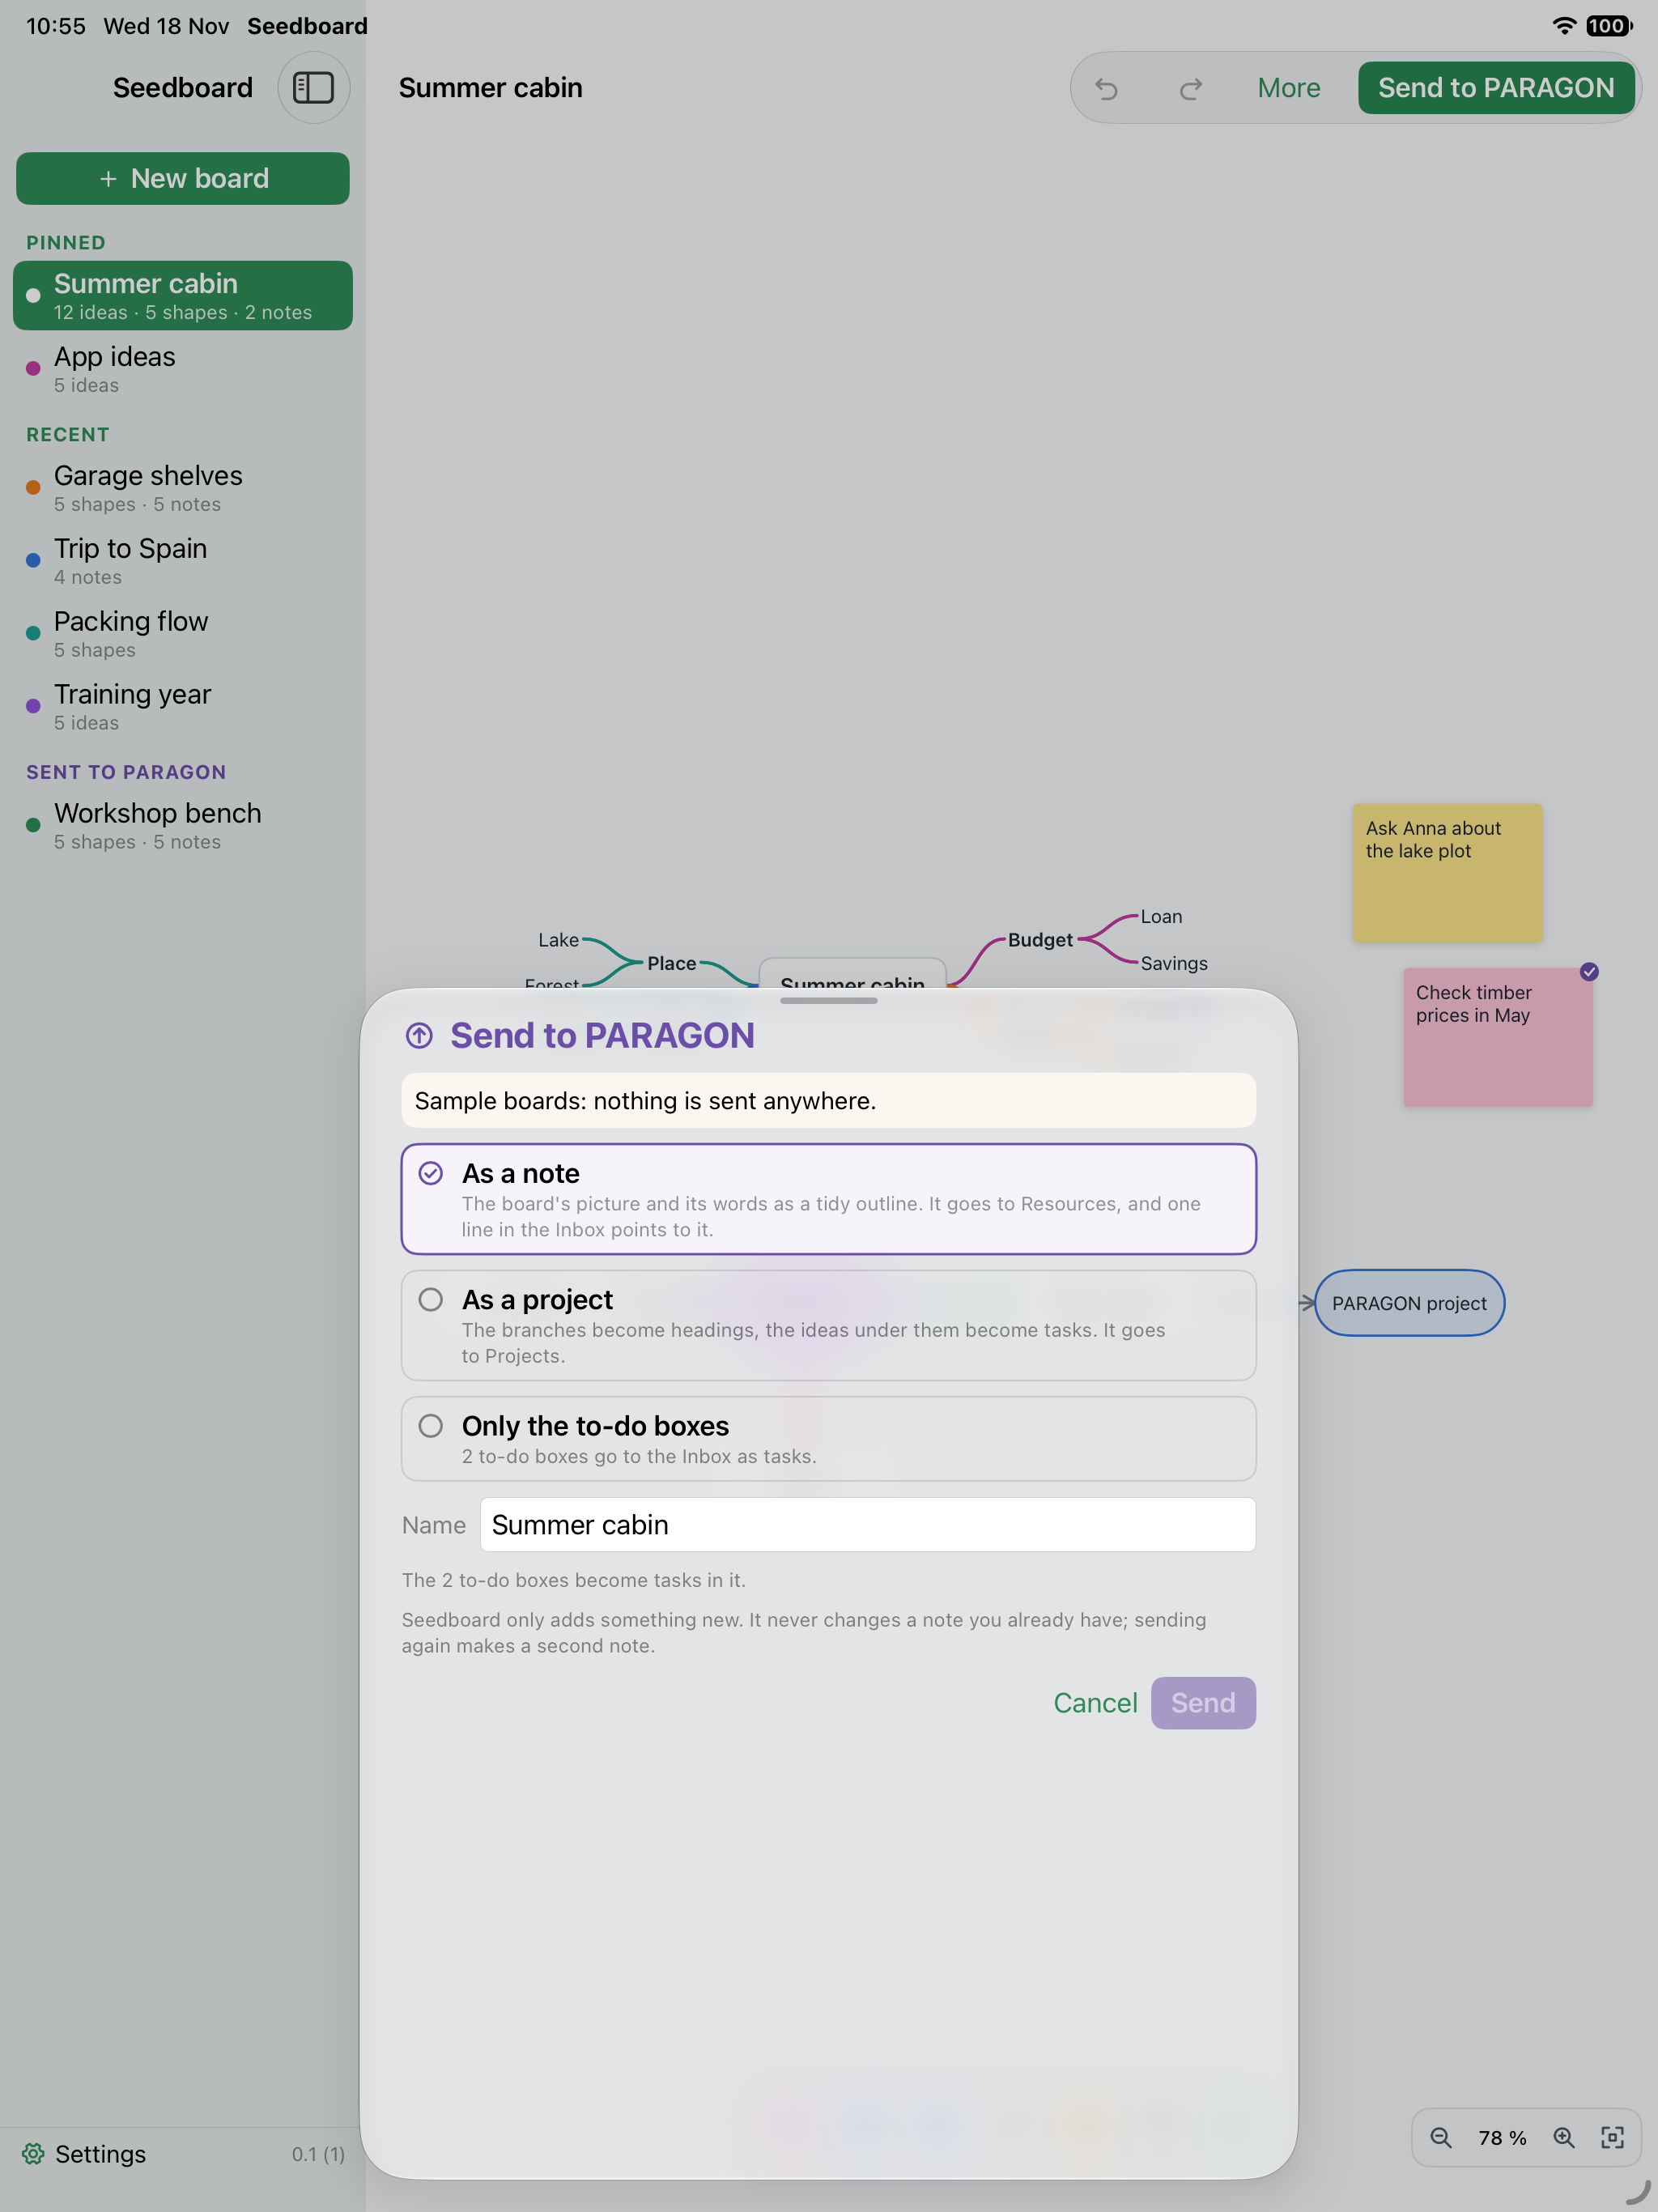 10:55 Wed 18 Nov Seedboard
100
Seedboard
Summer cabin
More
Send to PARAGON
+ New board
PINNED
Summer cabin
12 ideas · 5 shapes · 2 notes
App ideas
5 ideas
RECENT
Garage shelves
5 shapes · 5 notes
Trip to Spain
4 notes
Packing flow
5 shapes
Training year
5 ideas
SENT TO PARAGON
Workshop bench
5 shapes · 5 notes
Ask Anna about
the lake plot
Loan
Lake
Budget
Place
Savings
Forest
Summer cabin
Check timber
prices in May
Send to PARAGON
Sample boards: nothing is sent anywhere.
As a note
The board's picture and its words as a tidy outline. It goes to Resources, and one
line in the Inbox points to it.
As a project
The branches become headings, the ideas under them become tasks. It goes
to Projects.
PARAGON project
Only the to-do boxes
2 to-do boxes go to the Inbox as tasks.
Name
Summer cabin
The 2 to-do boxes become tasks in it.
Seedboard only adds something new. It never changes a note you already have; sending
again makes a second note.
Cancel
Send
Settings
0.1 (1)
78 %